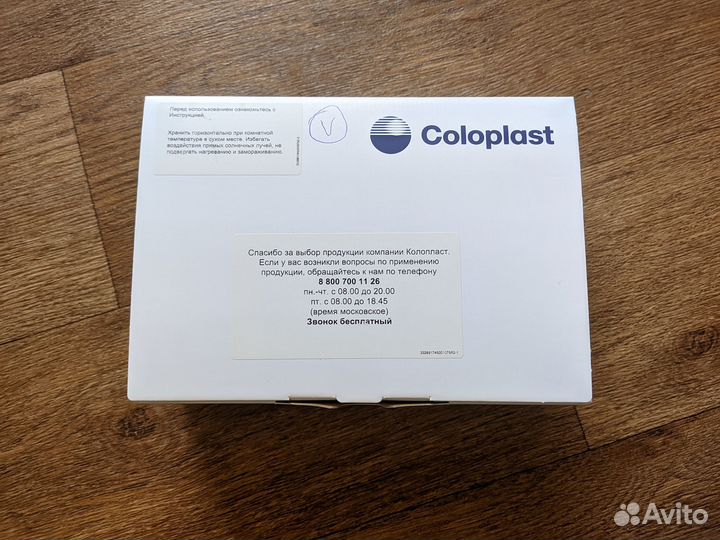 Перед использованием ознакомьтесь с
Инструкцией.
Хранить горизонтально при комнатной
температуре в сухом месте. Избегать
воздействия прямых солнечных лучей, не
подвергать нагреванию и замораживанию.
V
Coloplast
Спасибо за выбор продукции компании Колопласт.
Если у вас возникли вопросы по применению
продукции, обращайтесь к нам по телефону
8 800 700 11 26
пн.-чт. с 08.00 до 20.00
пт. с 08.00 до 18.45
(время московское)
Звонок бесплатный
Avito